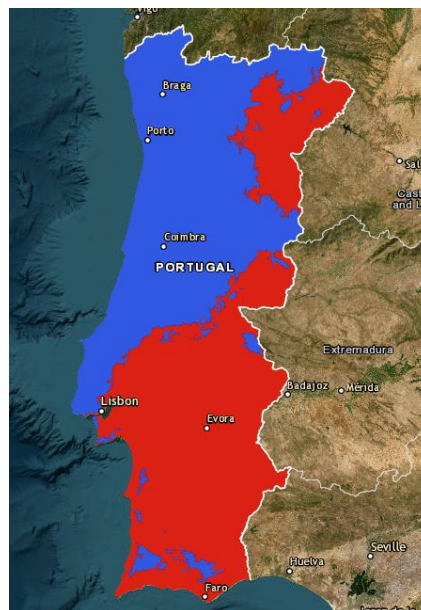 Vigo
Braga
Porto
Coimbra
PORTUGAL
Extremadura
Badajoz
Mérida
Lisbon
Evora
Seville
Huelva
Faro